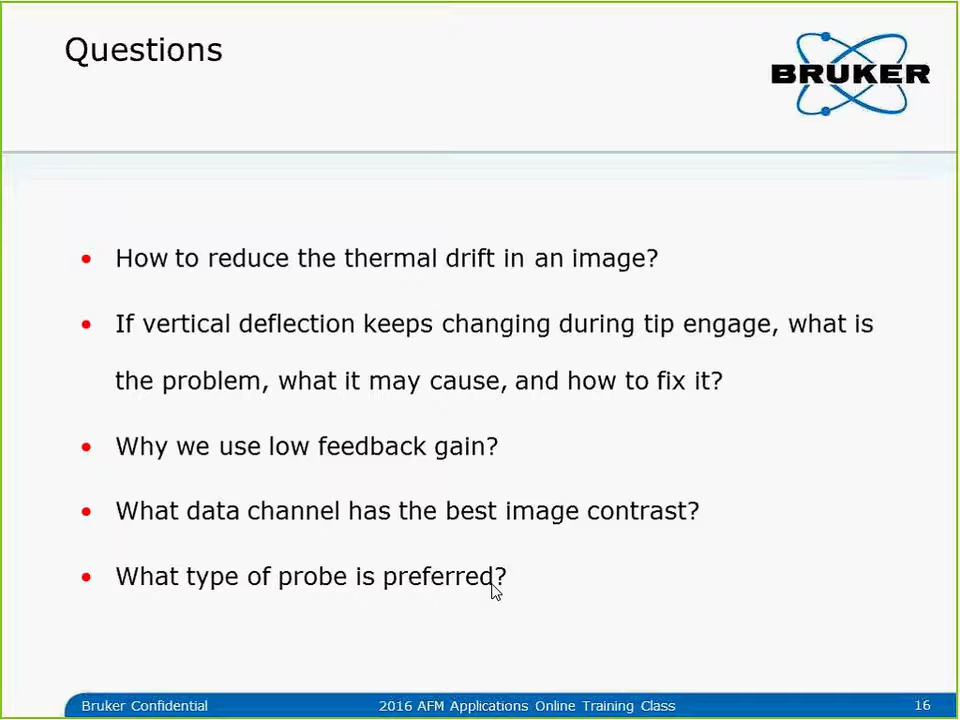 Questions
BRUKER
• How to reduce the thermal drift in an image?
• If vertical deflection keeps changing during tip engage, what is
the problem, what it may cause, and how to fix it?
• Why we use low feedback gain?
• What data channel has the best image contrast?
• What type of probe is preferred?
Bruker Confidential
2016 AFM Applications Online Training Class
16